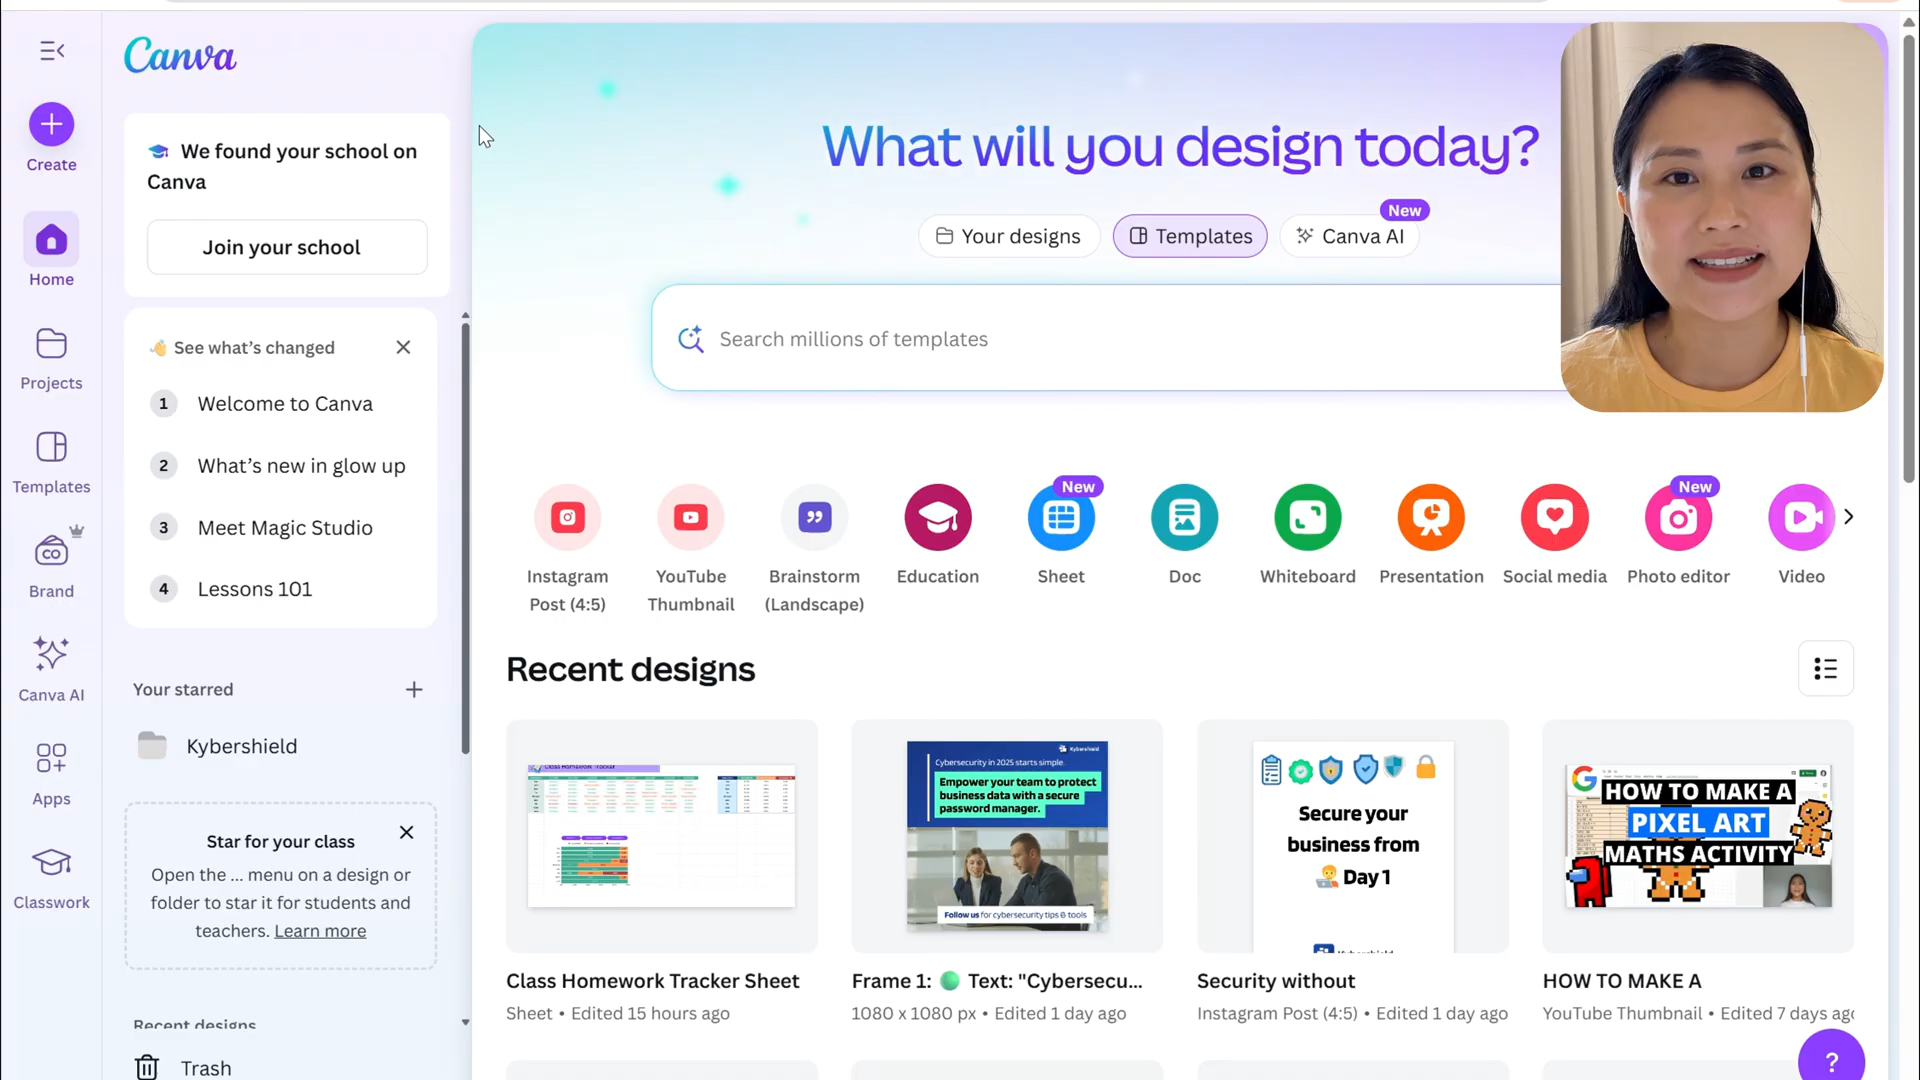 Canva
Create
Home
Projects
Templates
Brand
Canva AI
Apps
Classwork
We found your school on
Canva
Join your school
See what's changed
1 Welcome to Canva
2 What's new in glow up
3 Meet Magic Studio
4 Lessons 101
Your starred
Kybershield
Star for your class
Open the ... menu on a design or
folder to star it for students and
teachers. Learn more
Recent designs
Trash
What will you design today?
Your designs
Templates
Canva AI
New
Search millions of templates
Instagram
Post (4:5)
YouTube
Thumbnail
Brainstorm
(Landscape)
Education
New
Sheet
Doc
Whiteboard
Presentation
Social media
New
Photo editor
Video
Recent designs
Class Homework Tracker
Class Homework Tracker Sheet
Sheet • Edited 15 hours ago
Kybershield
Cybersecurity in 2025 starts simple.
Empower your team to protect
business data with a secure
password manager.
Follow us for cybersecurity tips & tools
Frame 1: Text: "Cybersecu...
1080 x 1080 px • Edited 1 day ago
Secure your
business from
Day 1
Kybershield
Security without
Instagram Post (4:5) • Edited 1 day ago
HOW TO MAKE A
PIXEL ART
MATHS ACTIVITY
HOW TO MAKE A
YouTube Thumbnail • Edited 7 days ago
?